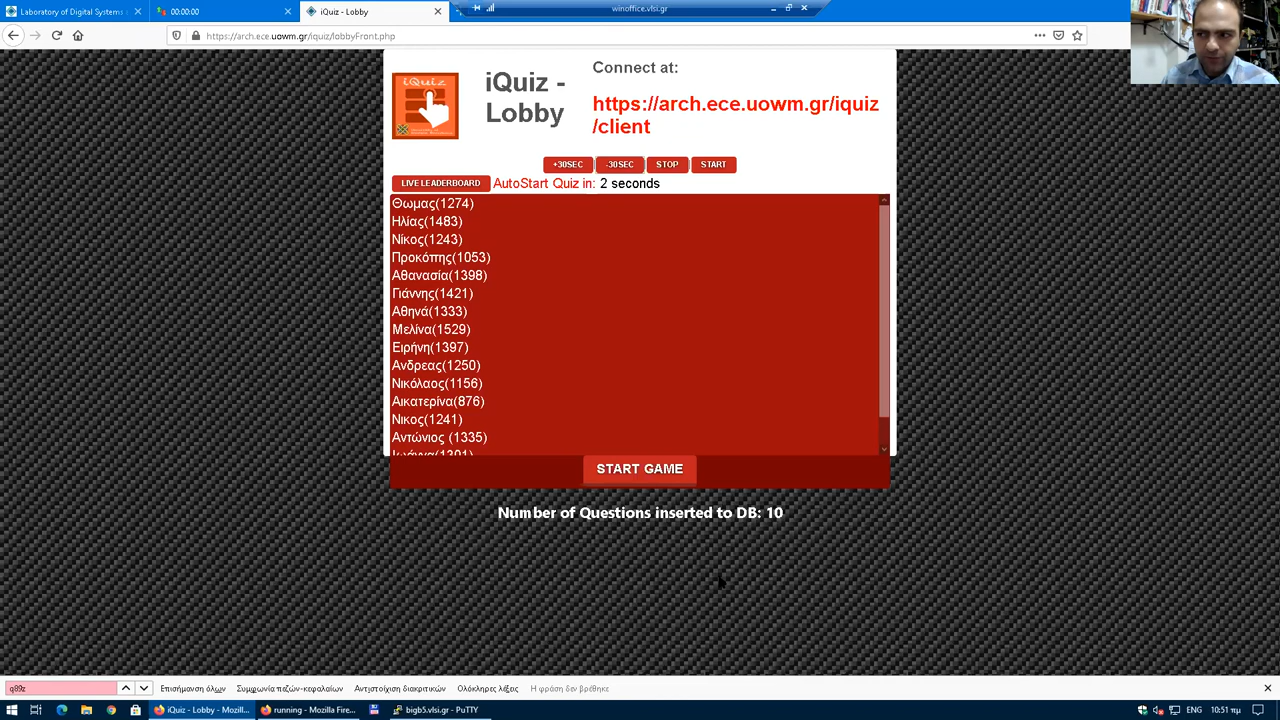 winoffice.vlsi.gr
Laboratory of Digital Systems
00:00:00
iQuiz - Lobby
https://arch.ece.uowm.gr/iquiz/lobbyFront.php
iQuiz
iQuiz -
Lobby
Connect at:
https://arch.ece.uowm.gr/iquiz
/client
+30SEC
-30SEC
STOP
START
LIVE LEADERBOARD
AutoStart Quiz in: 2 seconds
Θωμας(1274)
Ηλίας(1483)
Νίκος(1243)
Προκόπης(1053)
Αθανασία(1398)
Γιάννης(1421)
Αθηνά(1333)
Μελίνα(1529)
Ειρήνη(1397)
Ανδρεας(1250)
Νικόλαος(1156)
Αικατερίνα(876)
Νικος(1241)
Αντώνιος (1335)
Ιωάννα(1301)
START GAME
Number of Questions inserted to DB: 10
q89z
Επισήμανση όλων
Συμφωνία πεζών-κεφαλαίων
Αντιστοίχιση διακριτικών
Ολόκληρες λέξεις
Η φράση δεν βρέθηκε
iQuiz - Lobby - Mozill...
running - Mozilla Fire...
bigb5.vlsi.gr - PuTTY
ENG
10:51 πμ